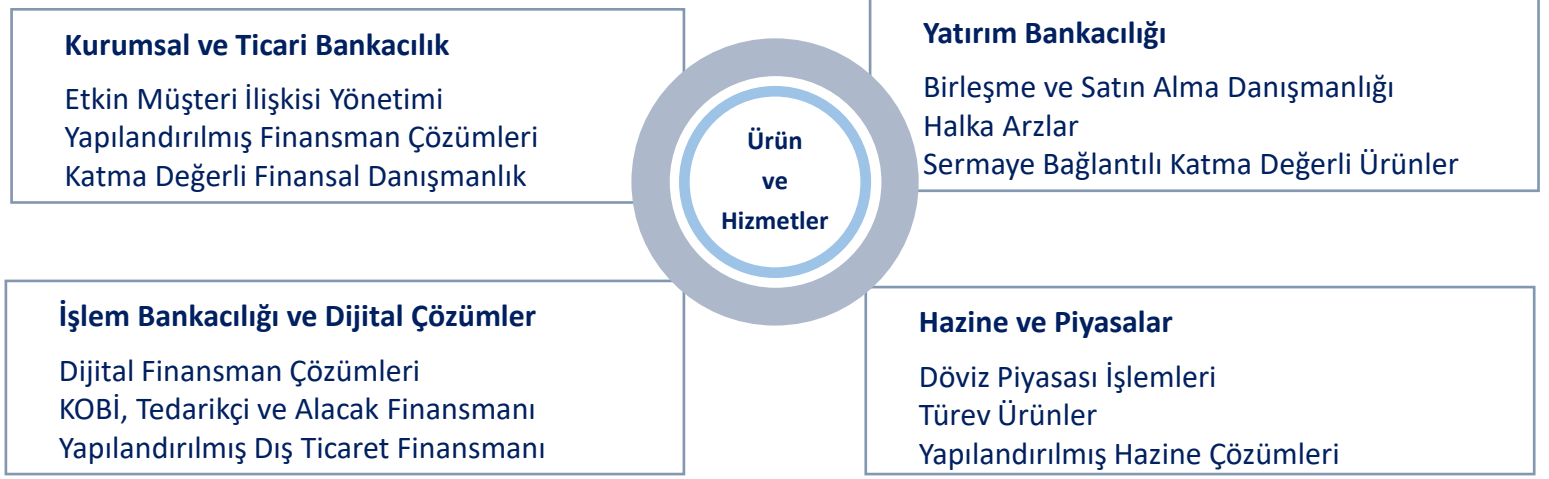 Kurumsal ve Ticari Bankacılık
Etkin Müşteri İlişkisi Yönetimi
Yapılandırılmış Finansman Çözümleri
Katma Değerli Finansal Danışmanlık
Yatırım Bankacılığı
Birleşme ve Satın Alma Danışmanlığı
Halka Arzlar
Sermaye Bağlantılı Katma Değerli Ürünler
Ürün
ve
Hizmetler
İşlem Bankacılığı ve Dijital Çözümler
Dijital Finansman Çözümleri
KOBİ, Tedarikçi ve Alacak Finansmanı
Yapılandırılmış Dış Ticaret Finansmanı
Hazine ve Piyasalar
Döviz Piyasası İşlemleri
Türev Ürünler
Yapılandırılmış Hazine Çözümleri